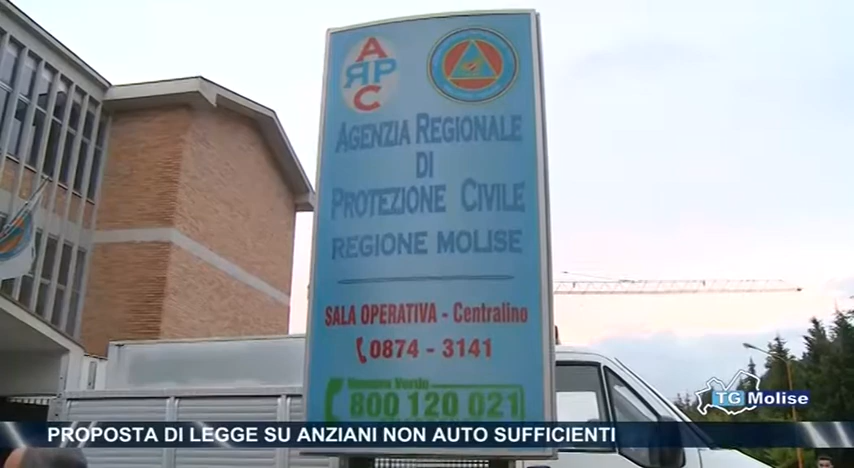 ARPC
AGENZIA REGIONALE
DI
PROTEZIONE CIVILE
REGIONE MOLISE
SALA OPERATIVA - Centralino
0874 - 3141
Numero Verde
800 120 021
TG Molise
PROPOSTA DI LEGGE SU ANZIANI NON AUTO SUFFICIENTI